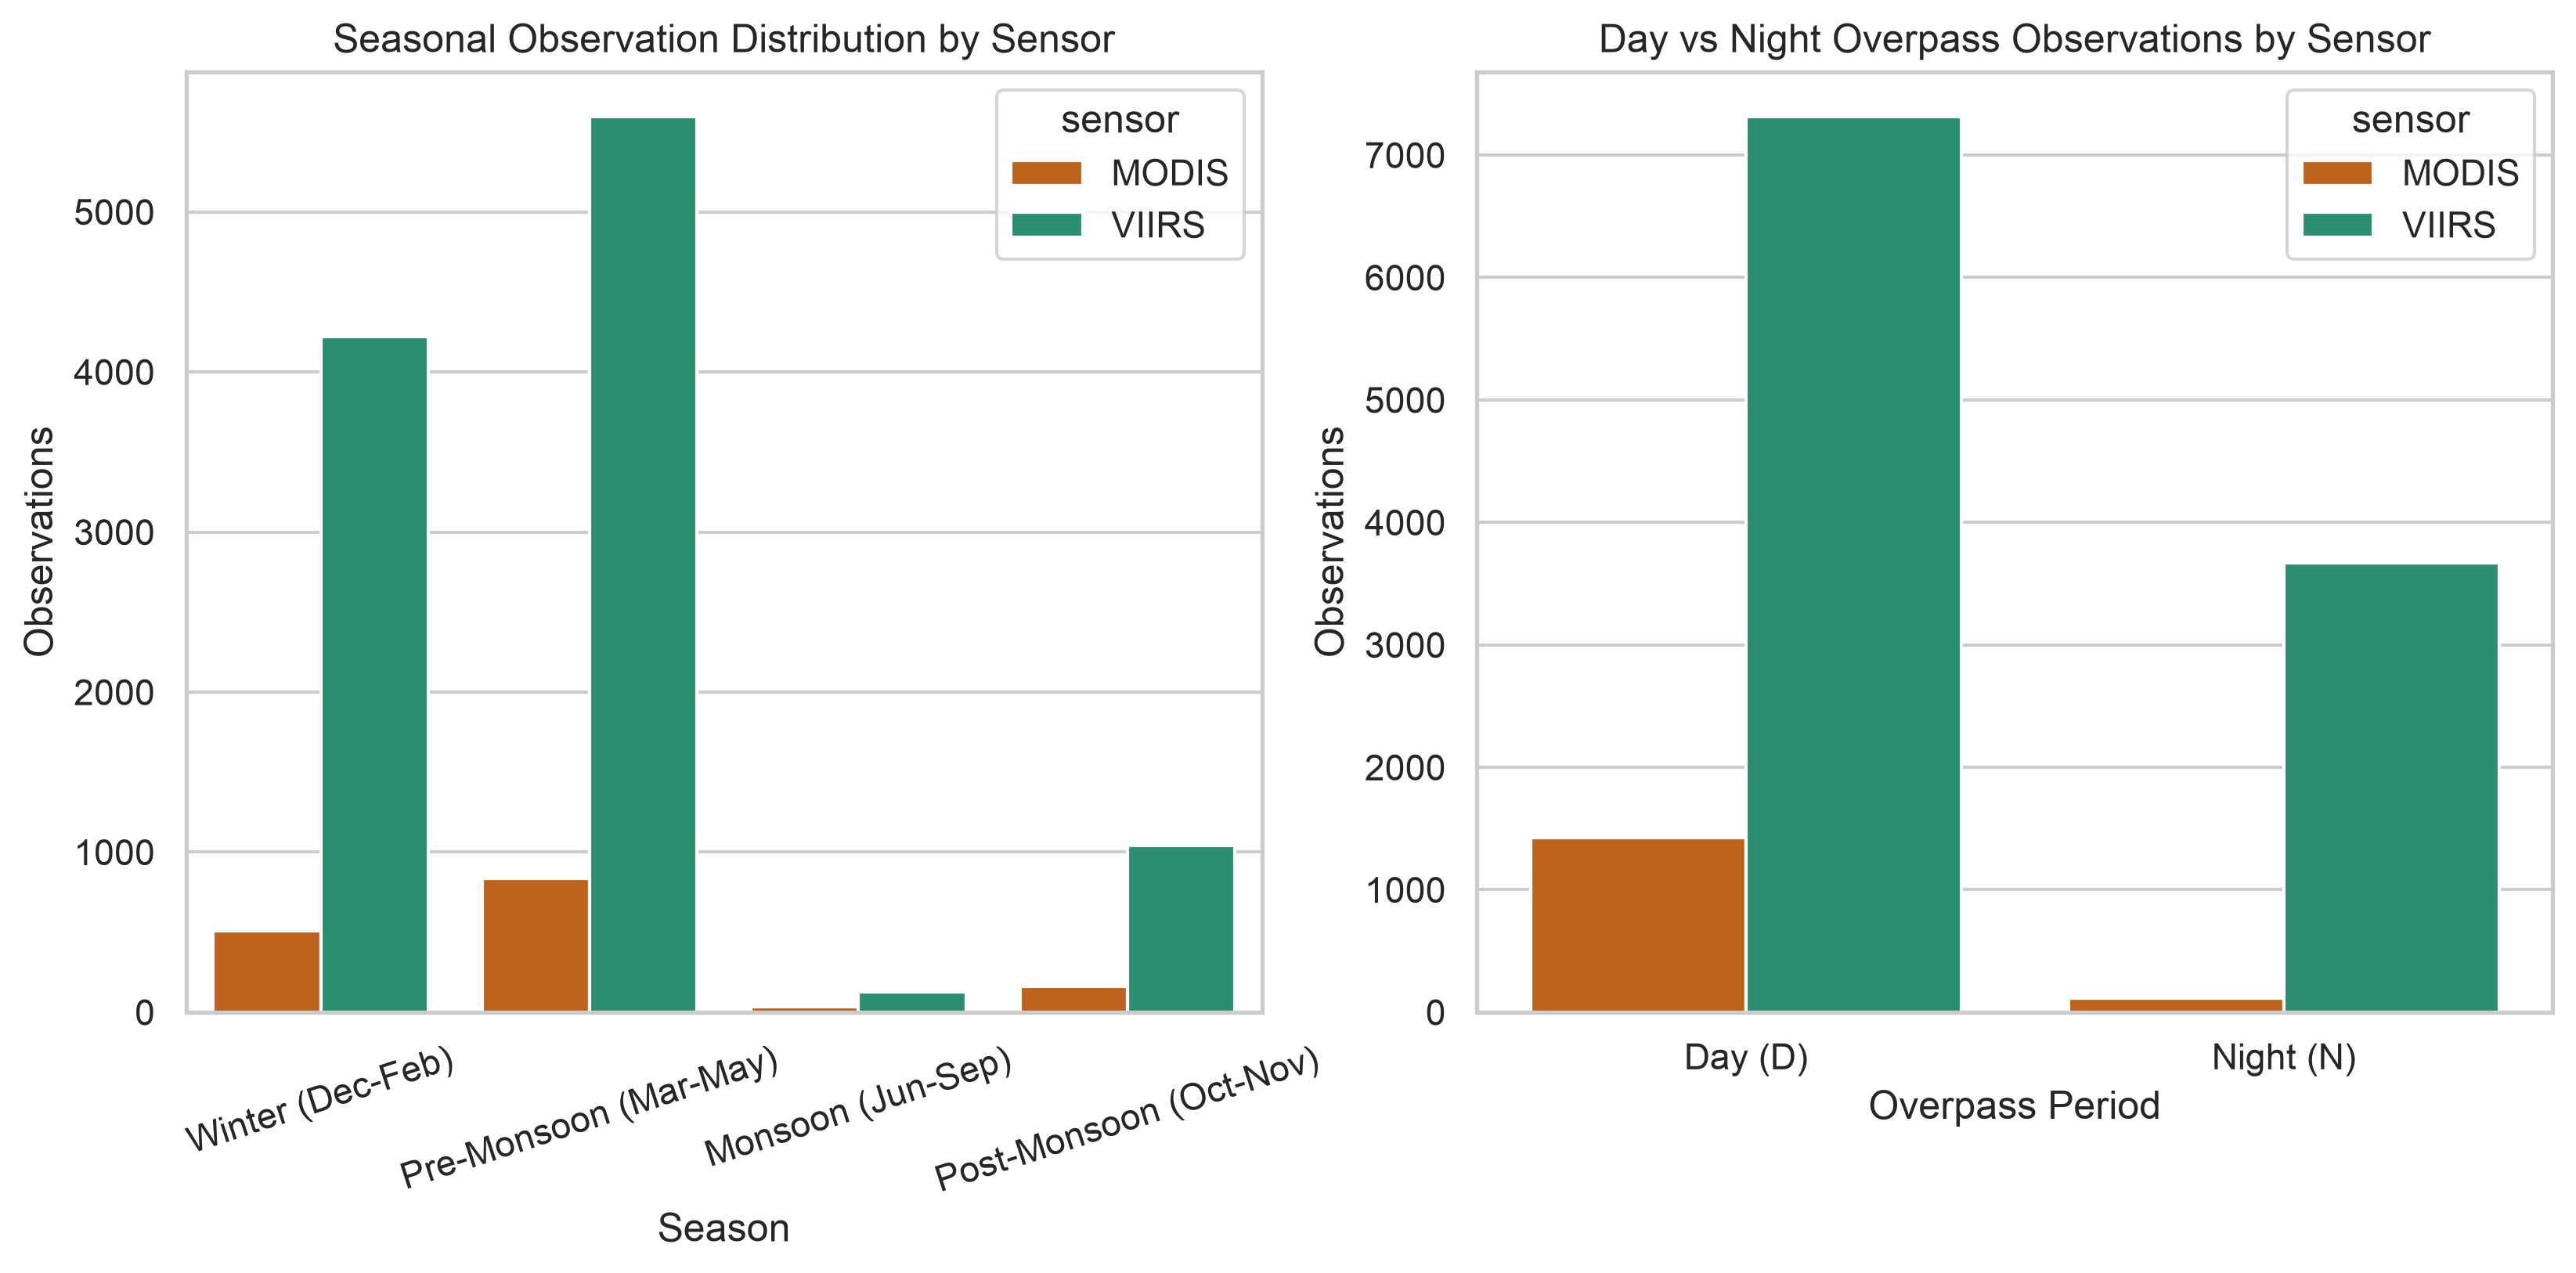 Seasonal Observation Distribution by Sensor
sensor
MODIS
VIIRS
5000
4000
3000
2000
1000
0
Observations
Winter (Dec-Feb)
Pre-Monsoon (Mar-May)
Monsoon (Jun-Sep)
Post-Monsoon (Oct-Nov)
Season
Day vs Night Overpass Observations by Sensor
sensor
MODIS
VIIRS
7000
6000
5000
4000
3000
2000
1000
0
Observations
Day (D)
Night (N)
Overpass Period